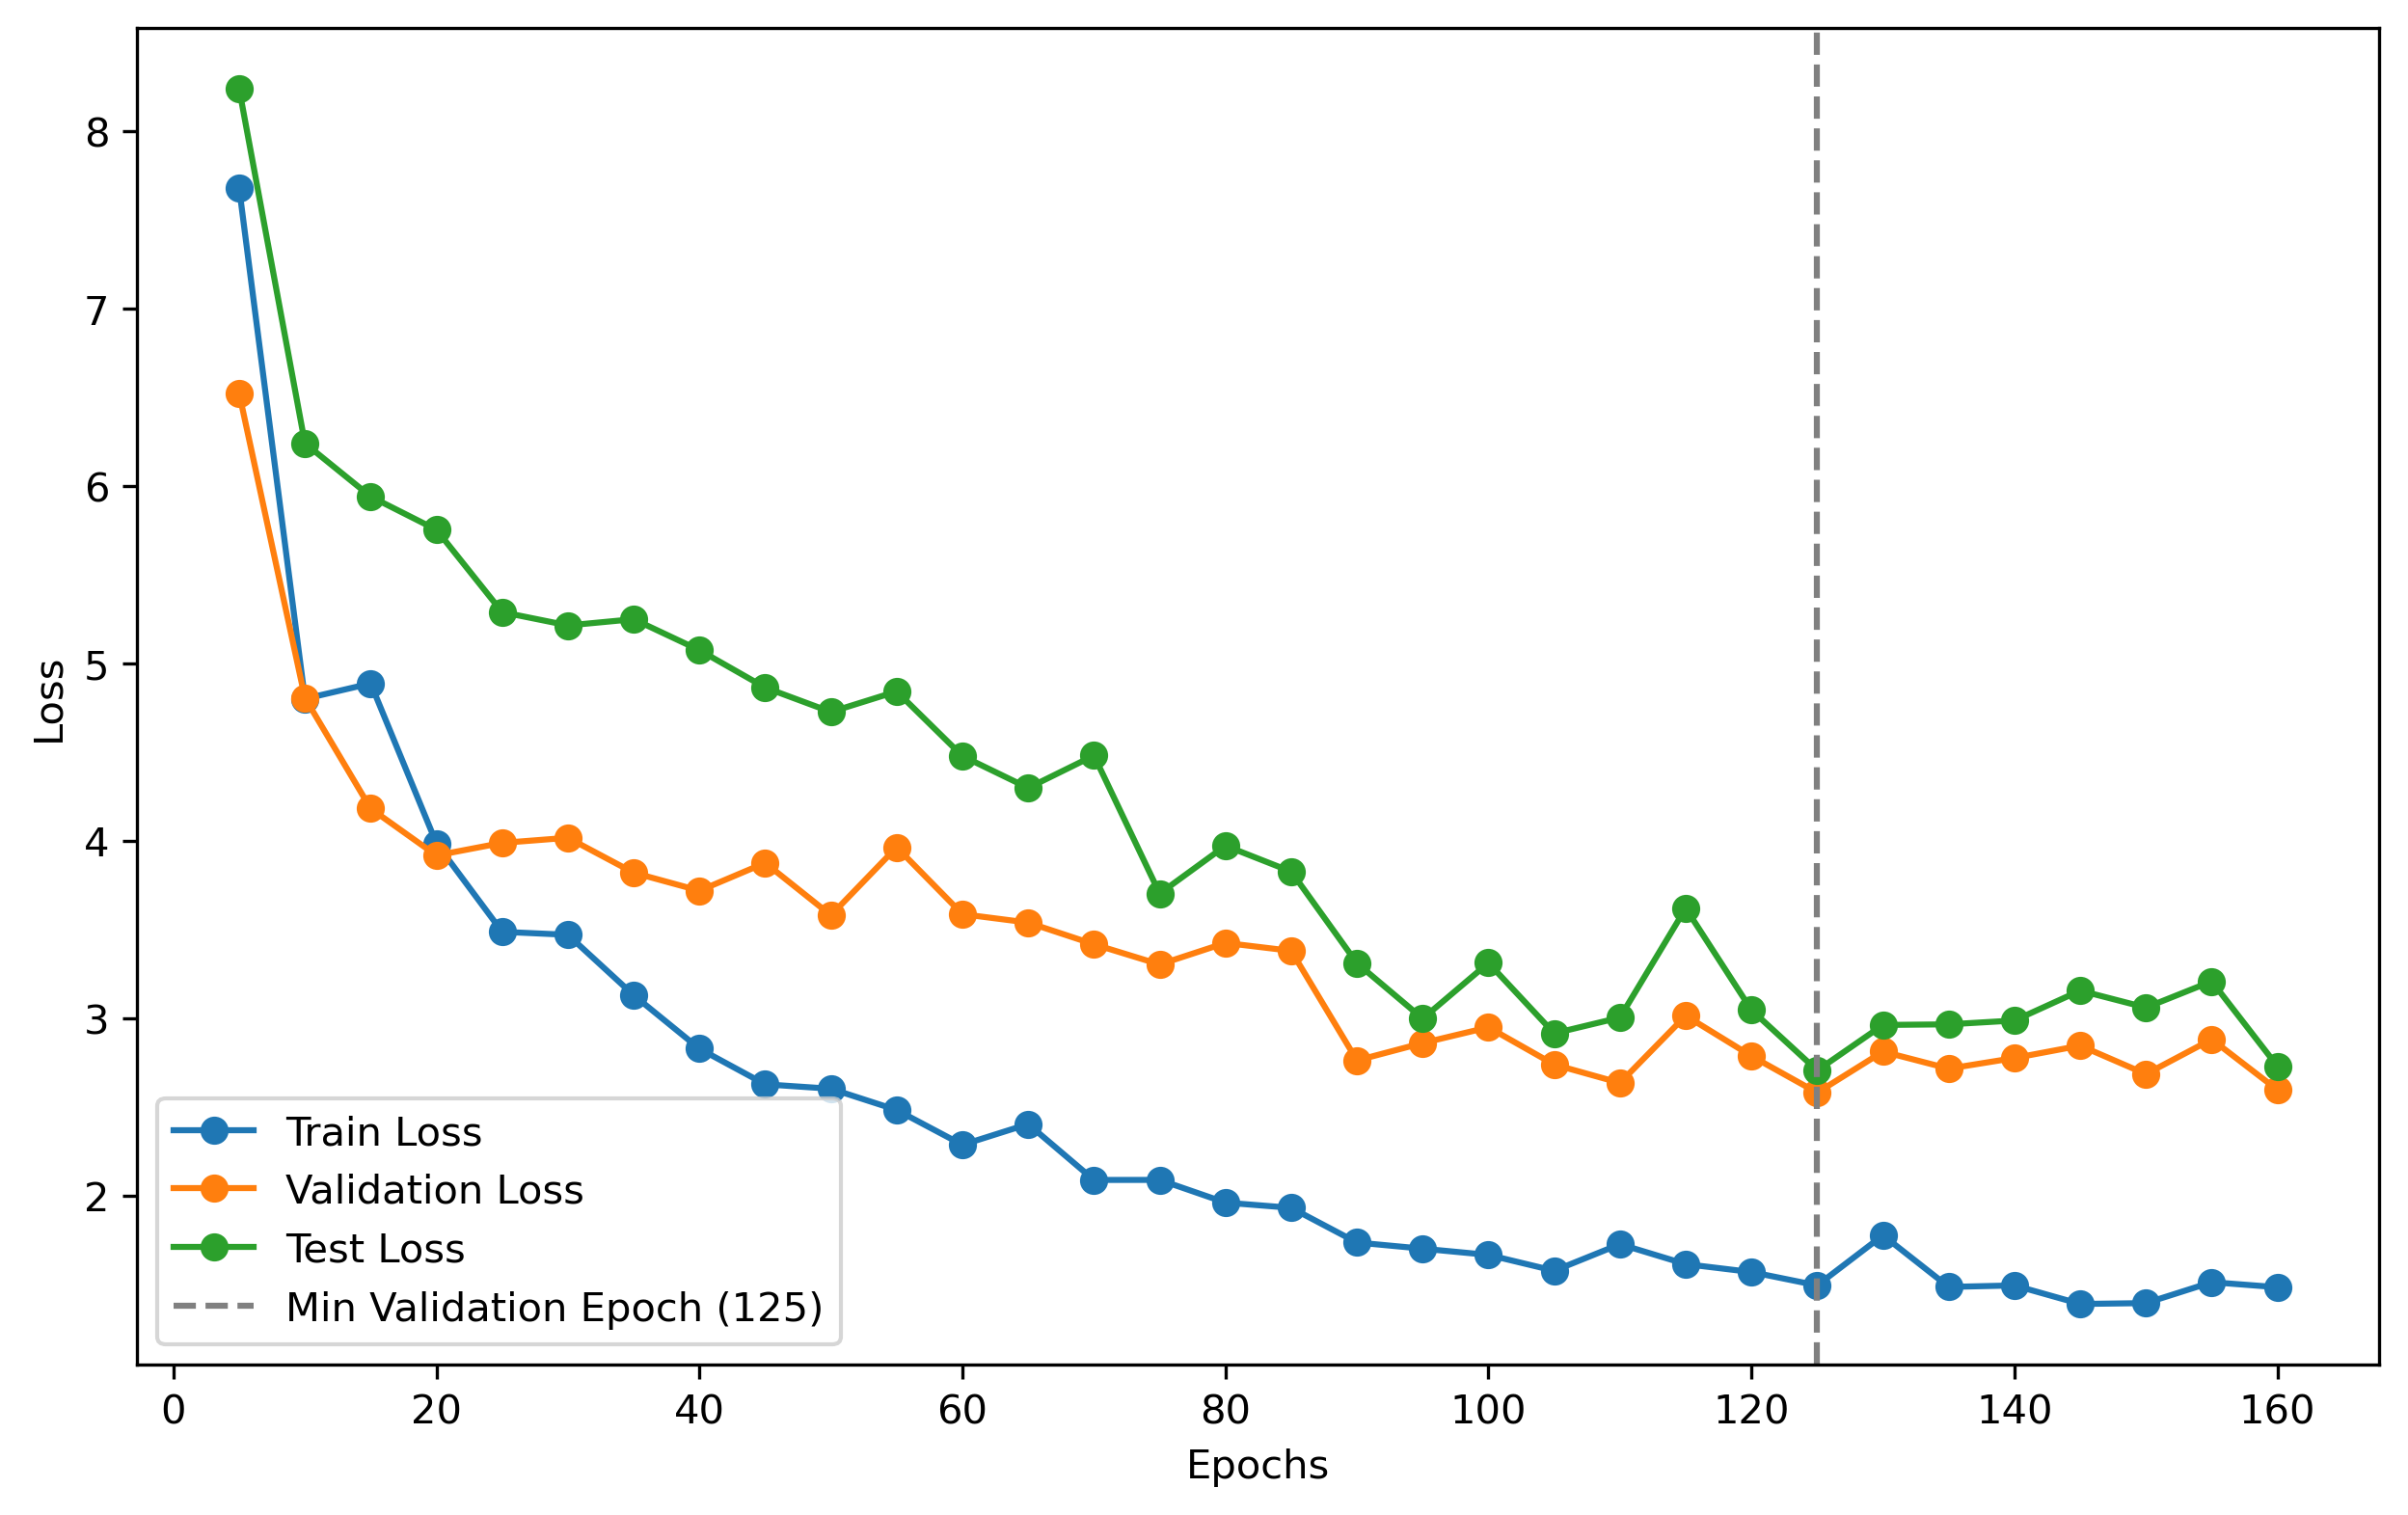 8
7
6
5
4
3
2
Loss
Train Loss
Validation Loss
Test Loss
Min Validation Epoch (125)
0 20 40 60 80 100 120 140 160
Epochs